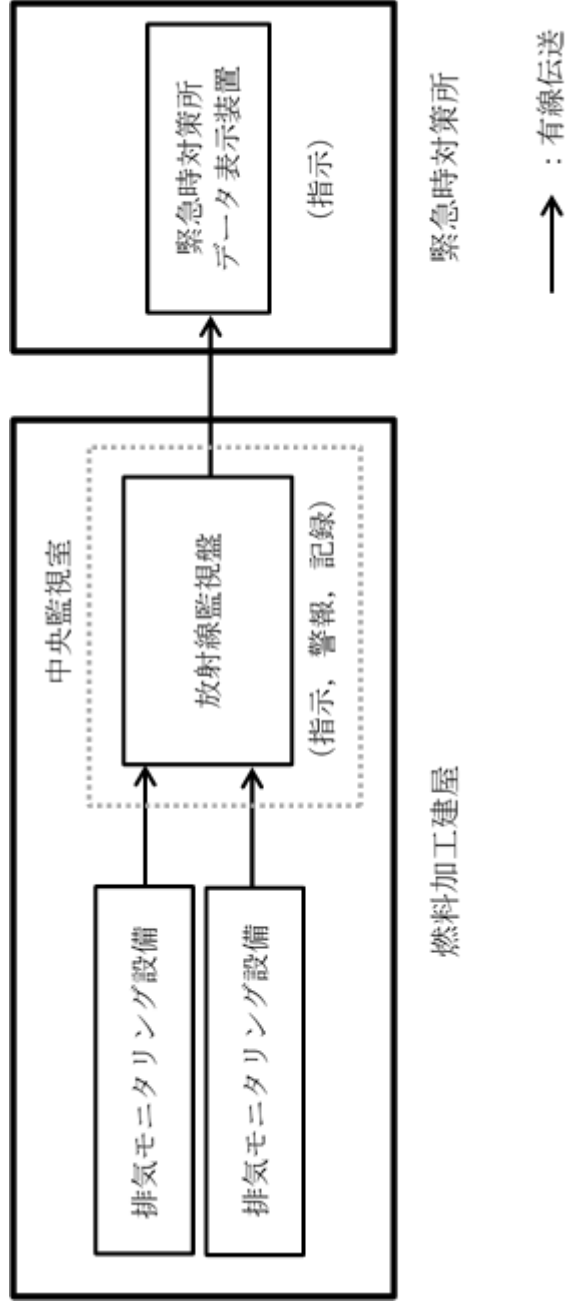 中央監視室
排気モニタリング設備
排気モニタリング設備
放射線監視盤
(指示, 警報, 記録)
燃料加工建屋
緊急時対策所
データ表示装置
(指示)
緊急時対策所
:有線伝送